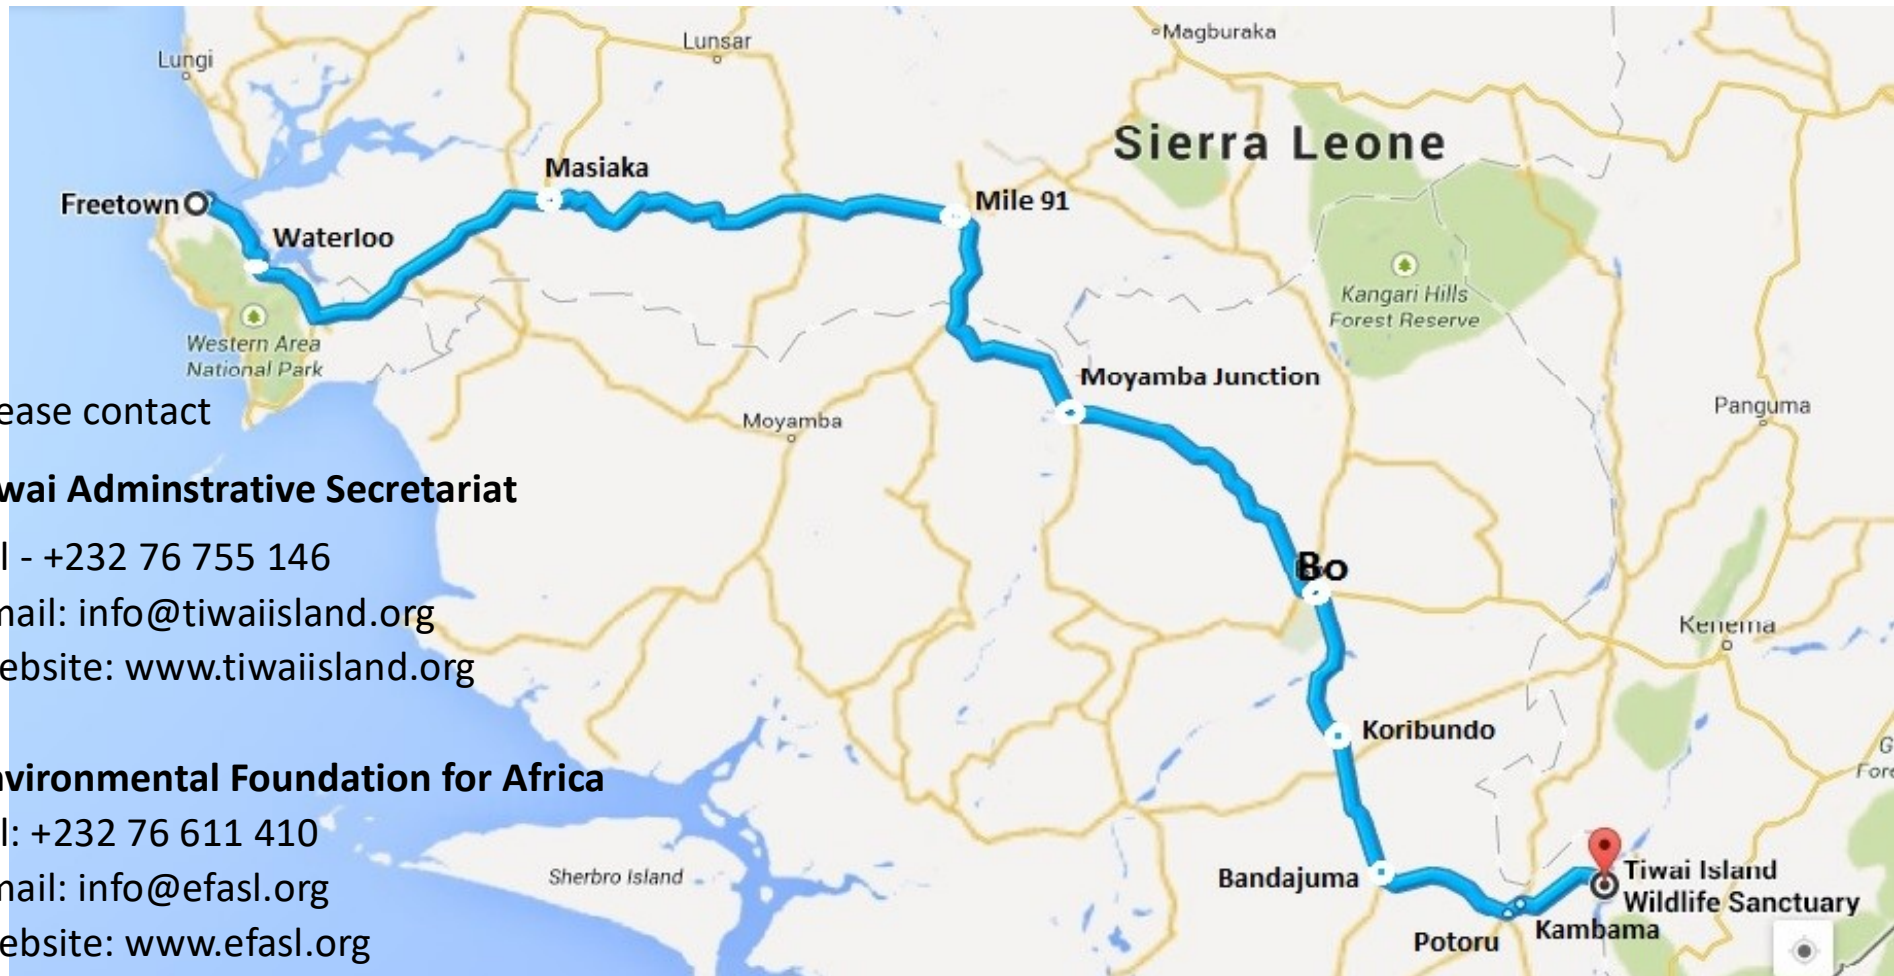 Lungi
Lunsar
Magburaka
Sierra Leone
Masiaka
Freetown
Mile 91
Waterloo
Kangari Hills
Forest Reserve
Western Area
National Park
Moyamba Junction
Panguma
ease contact
Moyamba
wai Adminstrative Secretariat
l - +232 76 755 146
Bo
nail: info@tiwaiisland.org
Kenema
ebsite: www.tiwaiisland.org
Koribundo
G
Fore
nvironmental Foundation for Africa
l: +232 76 611 410
Sherbro Island
Bandajuma
Tiwai Island
Wildlife Sanctuary
nail: info@efasl.org
Potoru
Kambama
ebsite: www.efasl.org